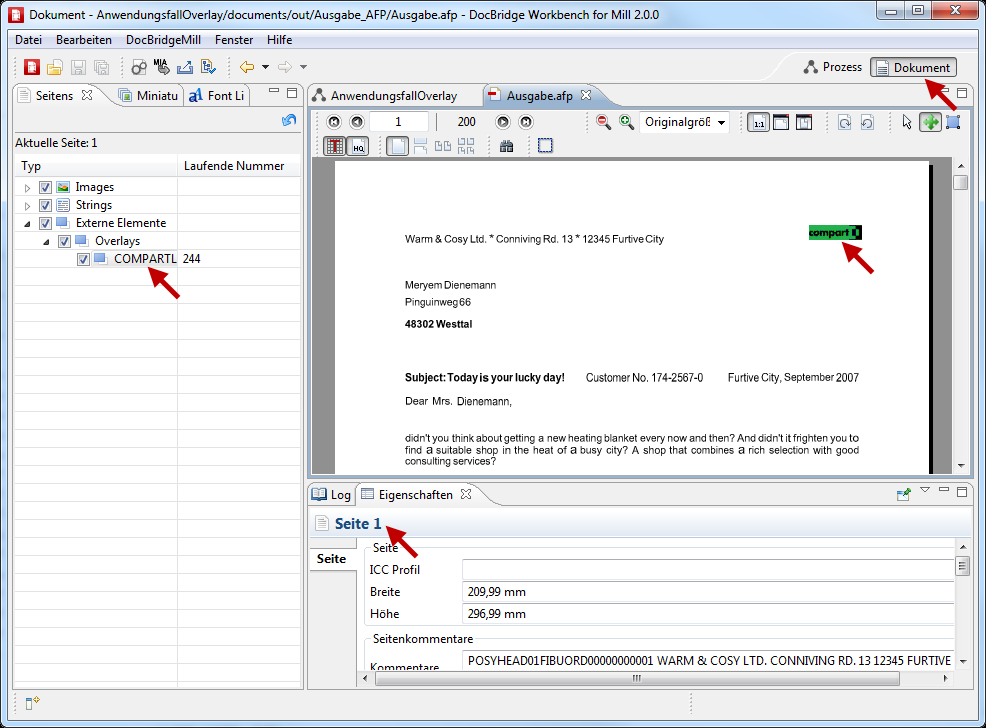 Dokument - AnwendungsfallOverlay/documents/out/Ausgabe_AFP/Ausgabe.afp - DocBridge Workbench for Mill 2.0.0
Datei Bearbeiten DocBridgeMill Fenster Hilfe
MIA
Prozess Dokument
Seitens Miniatu Font Li
Aktuelle Seite: 1
Typ Laufende Nummer
Images
Strings
Externe Elemente
Overlays
COMPARTL 244
AnwendungsfallOverlay Ausgabe.afp
1 200 Originalgröß 1:1
HQ
Warm & Cosy Ltd. * Conniving Rd. 13 * 12345 Furtive City compart
Meryem Dienemann
Pinguinweg 66
48302 Westtal
Subject: Today is your lucky day! Customer No. 174-2567-0 Furtive City, September 2007
Dear Mrs. Dienemann,
didn't you think about getting a new heating blanket every now and then? And didn't it frighten you to
find a suitable shop in the heat of a busy city? A shop that combines a rich selection with good
consulting services?
Log Eigenschaften
Seite 1
Seite
Seite
ICC Profil
Breite 209,99 mm
Höhe 296,99 mm
Seitenkommentare
Kommentare POSYHEAD01FIBUORD00000000001 WARM & COSY LTD. CONNIVING RD. 13 12345 FURTIVE